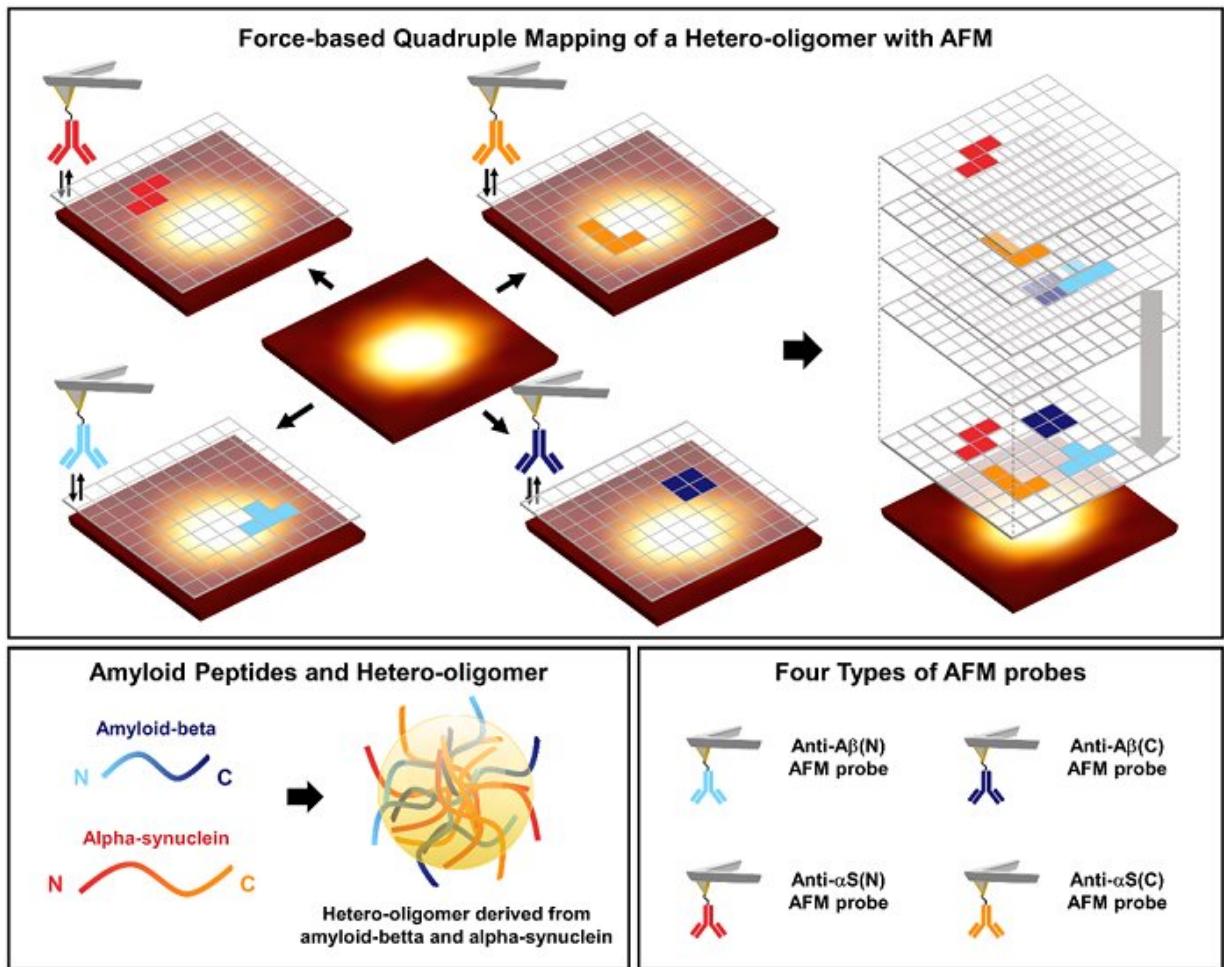 Force-based Quadruple Mapping of a Hetero-oligomer with AFM
Amyloid Peptides and Hetero-oligomer
Amyloid-beta
N
C
Alpha-synuclein
N
C
Hetero-oligomer derived from
amyloid-betta and alpha-synuclein
Four Types of AFM probes
Anti-Aβ(N)
AFM probe
Anti-Aβ(C)
AFM probe
Anti-αS(N)
AFM probe
Anti-αS(C)
AFM probe